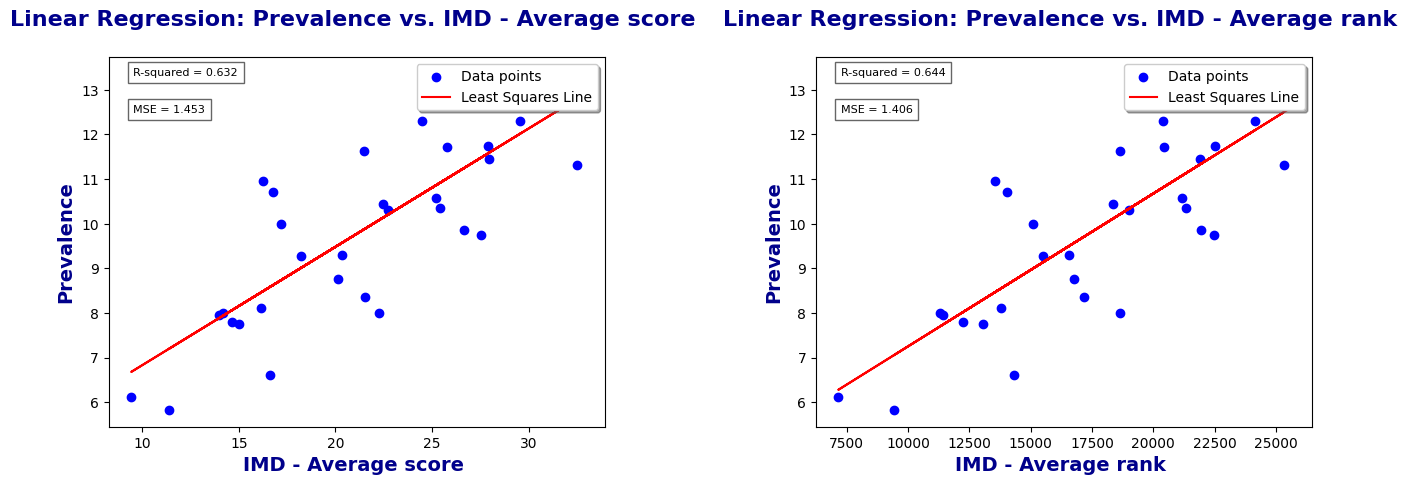 Linear Regression: Prevalence vs. IMD - Average score
R-squared = 0.632
MSE = 1.453
Data points
Least Squares Line
13
12
11
10
9
8
7
6
Prevalence
10 15 20 25 30
IMD - Average score
Linear Regression: Prevalence vs. IMD - Average rank
R-squared = 0.644
MSE = 1.406
Data points
Least Squares Line
13
12
11
10
9
8
7
6
Prevalence
7500 10000 12500 15000 17500 20000 22500 25000
IMD - Average rank